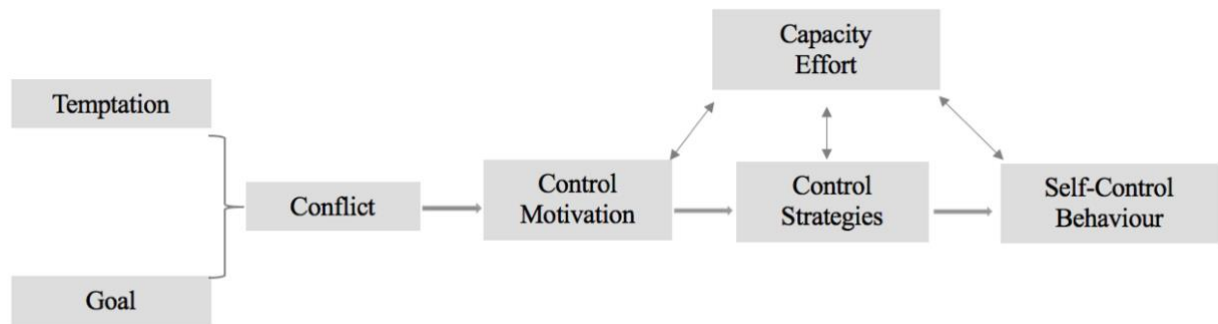 Capacity
Effort
Temptation
Conflict
Control
Motivation
Control
Strategies
Self-Control
Behaviour
Goal